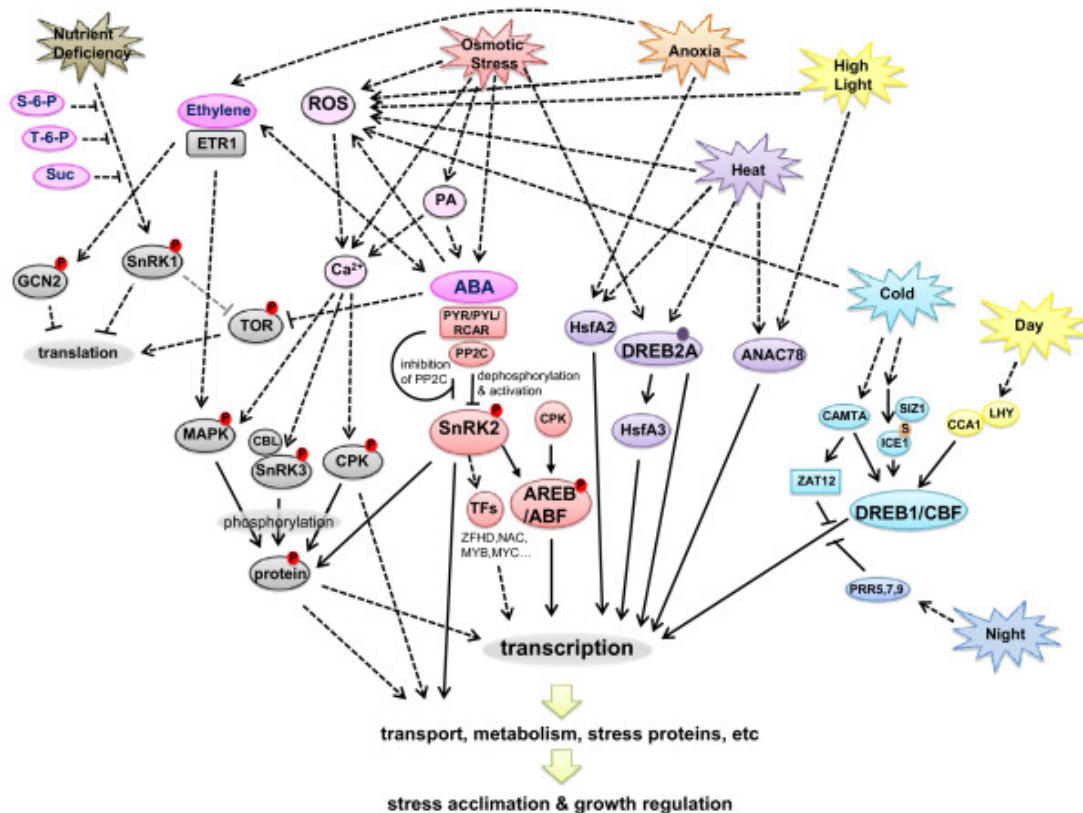 Nutrient
Deficiency
Osmotic
Stress
Anoxia
High
Light
S-6-P
T-6-P
Suc
Ethylene
ETR1
ROS
Heat
PA
P
SnRK1
P
GCN2
Ca²⁺
ABA
Cold
P
TOR
PYR/PYL/
RCAR
HsfA2
DREB2A
ANAC78
Day
translation
PP2C
inhibition
of PP2C
dephosphorylation
& activation
P
SnRK2
CPK
HsfA3
CAMTA
SIZ1
S
ICE1
LHY
CCA1
P
MAPK
CBL
P
SnRK3
P
CPK
ZAT12
DREB1/CBF
TFs
P
AREB
/ABF
phosphorylation
ZFHD,NAC,
MYB,MYC...
P
protein
PRR5,7,9
Night
transcription
transport, metabolism, stress proteins, etc
stress acclimation & growth regulation